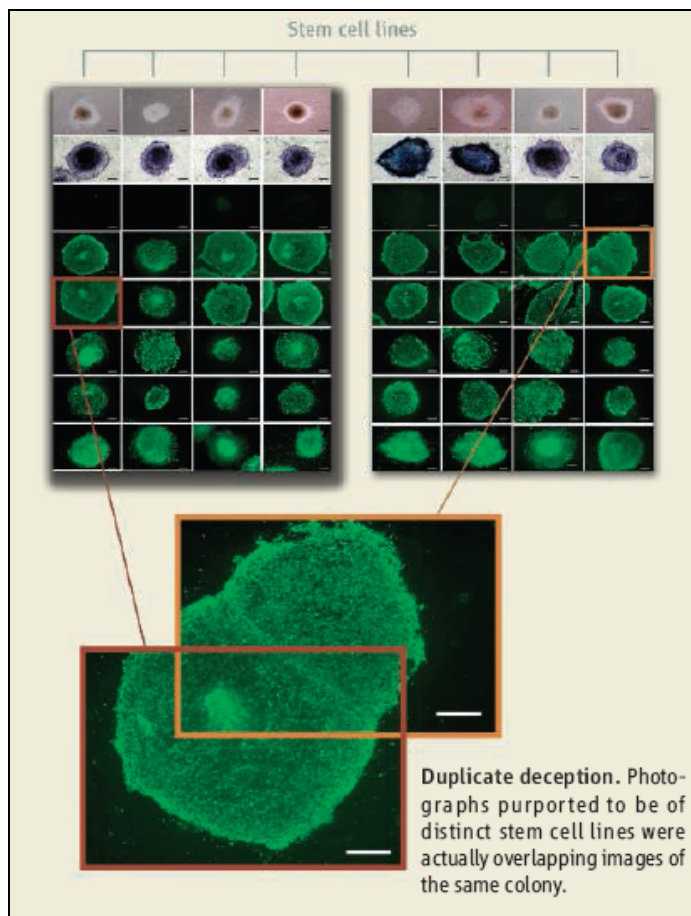 Stem cell lines
Duplicate deception. Photo-
graphs purported to be of
distinct stem cell lines were
actually overlapping images of
the same colony.